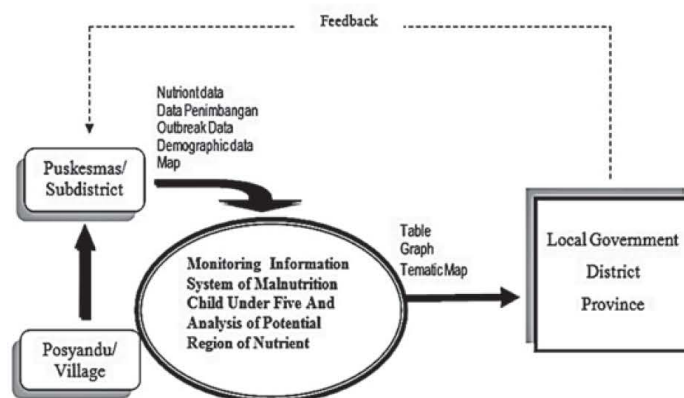 Feedback
Nutriont data
Data Penimbangan
Outbreak Data
Demographic data
Map
Puskesmas/
Subdistrict
Table
Graph
Tematic Map
Local Government
District
Province
Monitoring Information
System of Malnutrition
Child Under Five And
Analysis of Potential
Region of Nutrient
Posyandu/
Village